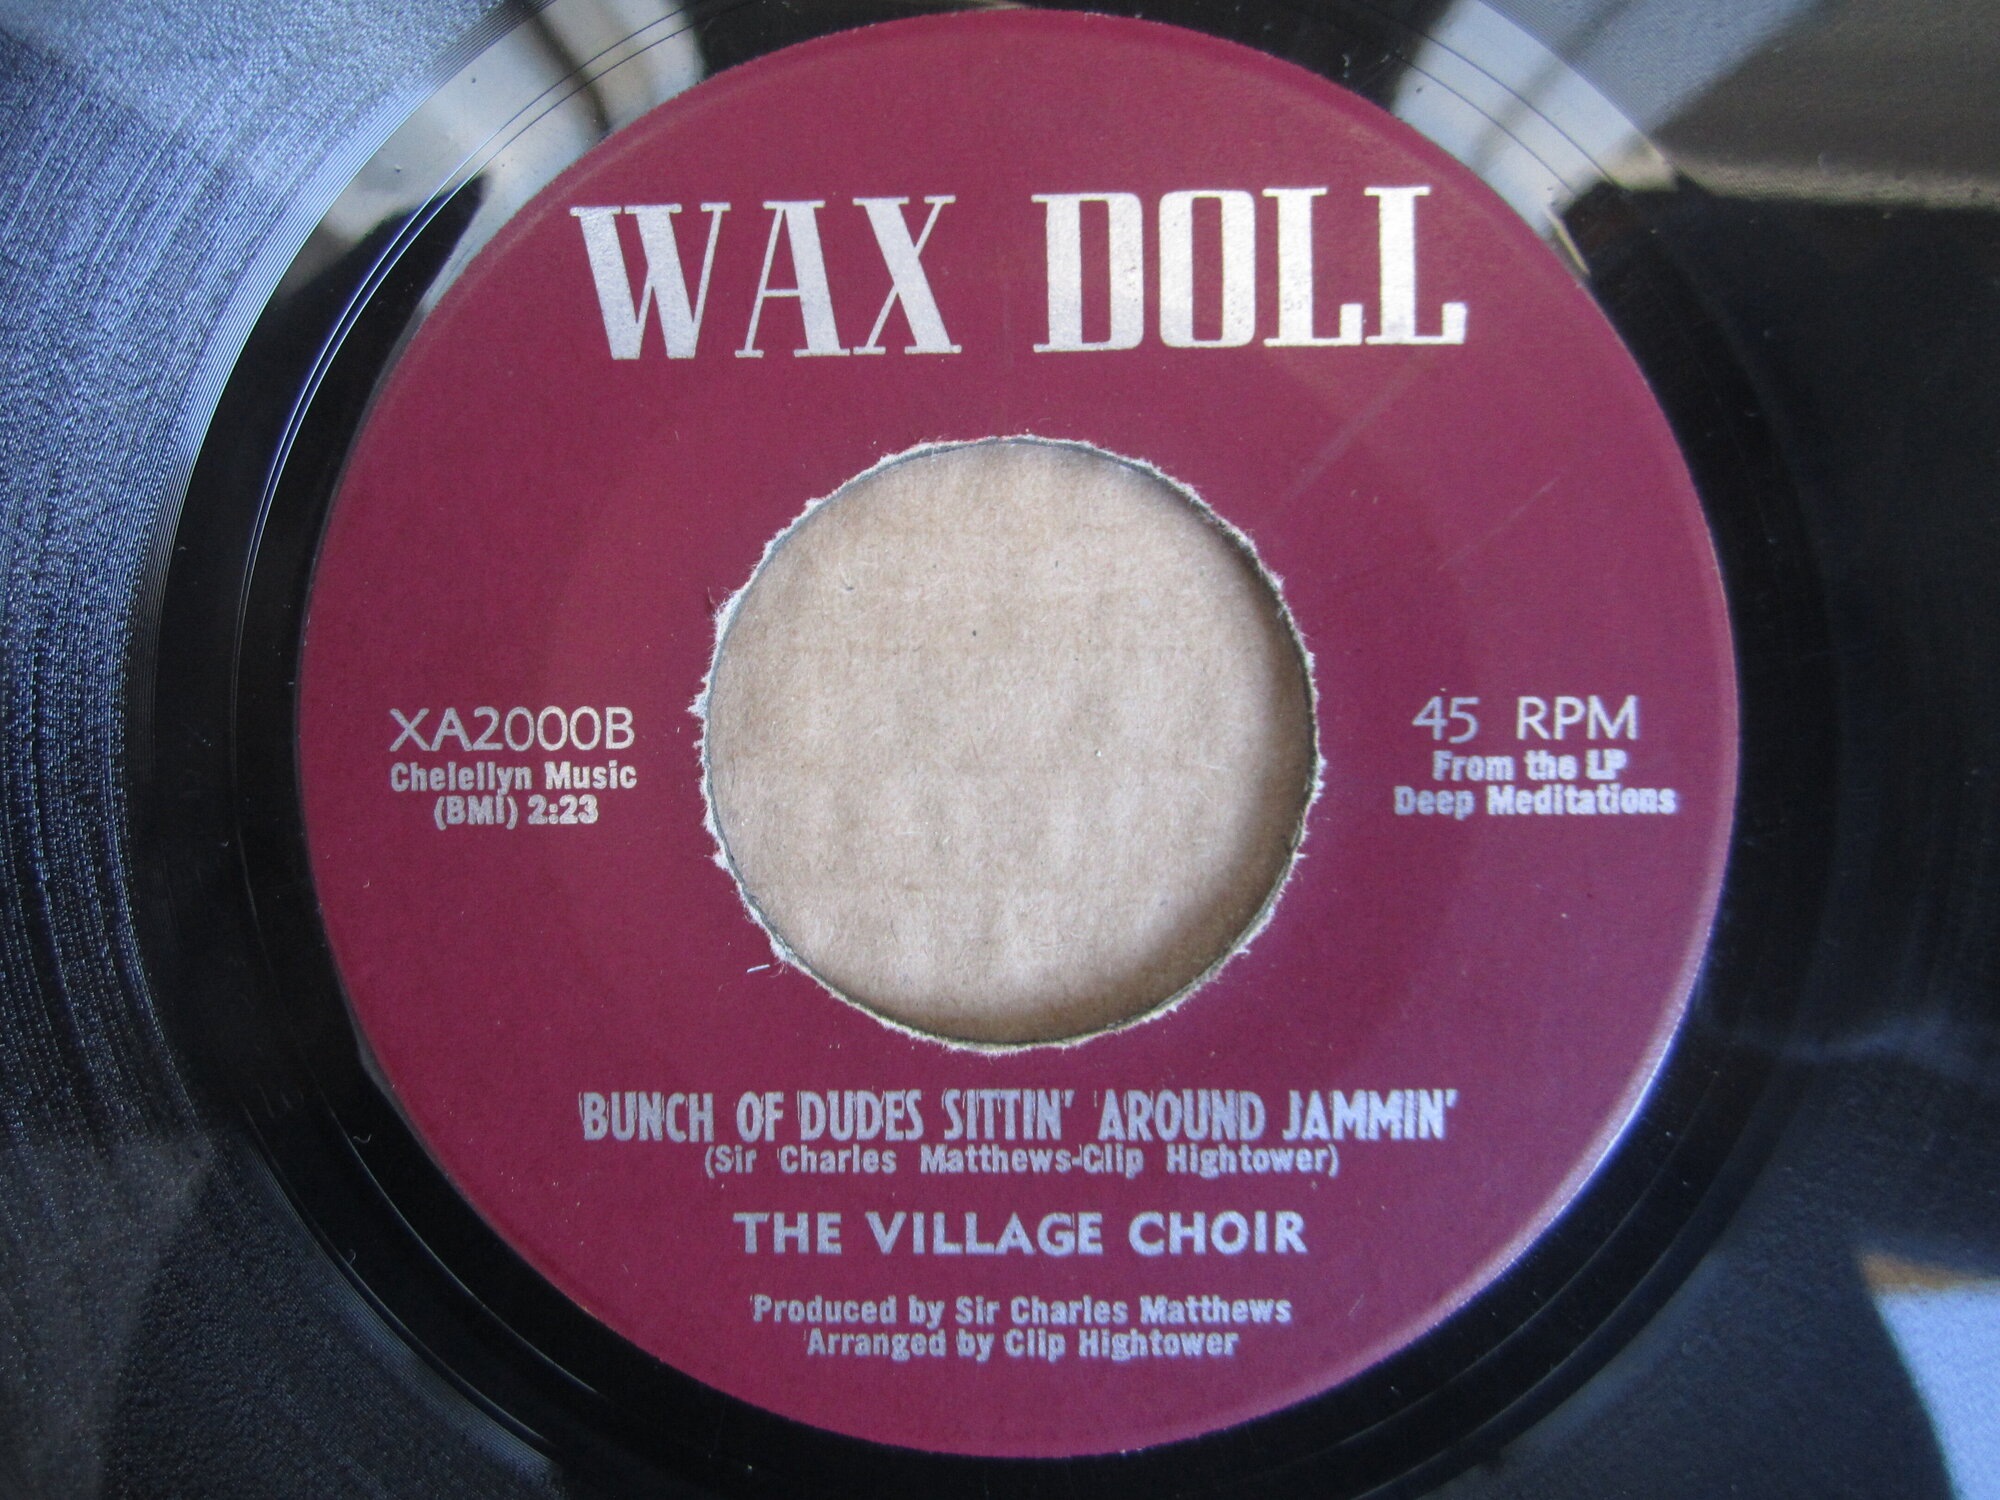 WAX DOLL
XA2000B
Chelellyn Music
(BMI) 2:23
45 RPM
From the LP
Deep Meditations
BUNCH OF DUDES SITTIN' AROUND JAMMIN'
(Sir Charles Matthews-Clip Hightower)
THE VILLAGE CHOIR
Produced by Sir Charles Matthews
Arranged by Clip Hightower